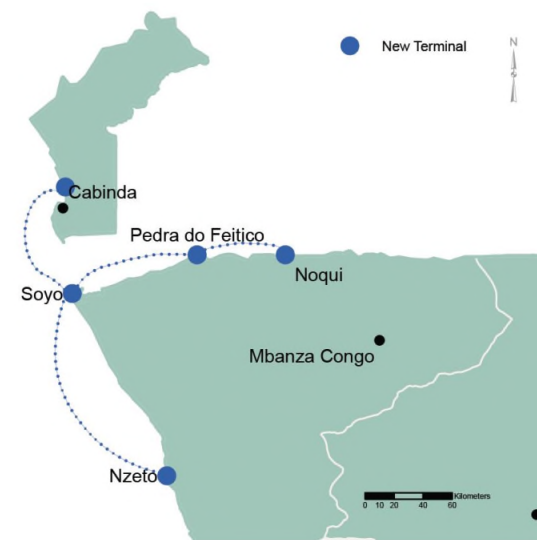 New Terminal
N
S
Cabinda
Pedra do Feitico
Noqui
Soyo
Mbanza Congo
Nzeto
Kilometers
0 10 20 40 60